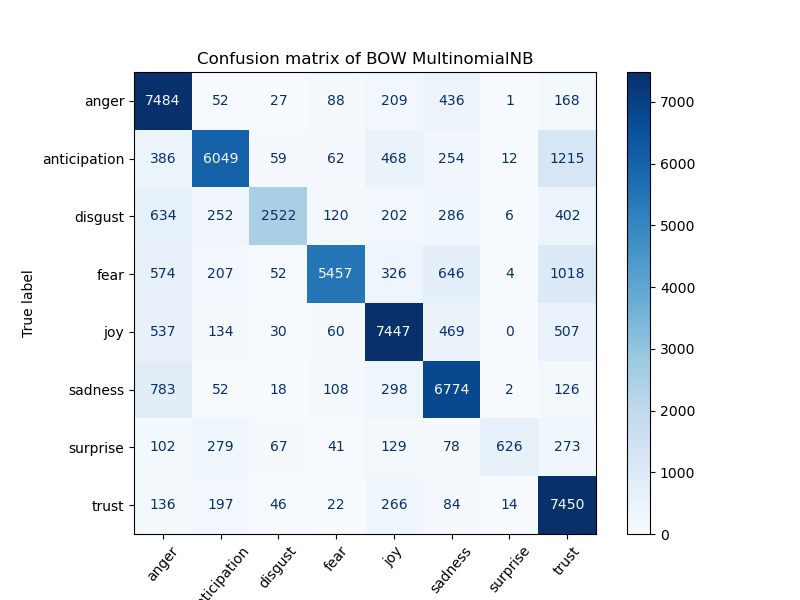 Confusion matrix of BOW MultinomialNB
True label
anger 7484 52 27 88 209 436 1 168
anticipation 386 6049 59 62 468 254 12 1215
disgust 634 252 2522 120 202 286 6 402
fear 574 207 52 5457 326 646 4 1018
joy 537 134 30 60 7447 469 0 507
sadness 783 52 18 108 298 6774 2 126
surprise 102 279 67 41 129 78 626 273
trust 136 197 46 22 266 84 14 7450
anger ticipation disgust fear joy sadness surprise trust
7000
6000
5000
4000
3000
2000
1000
0